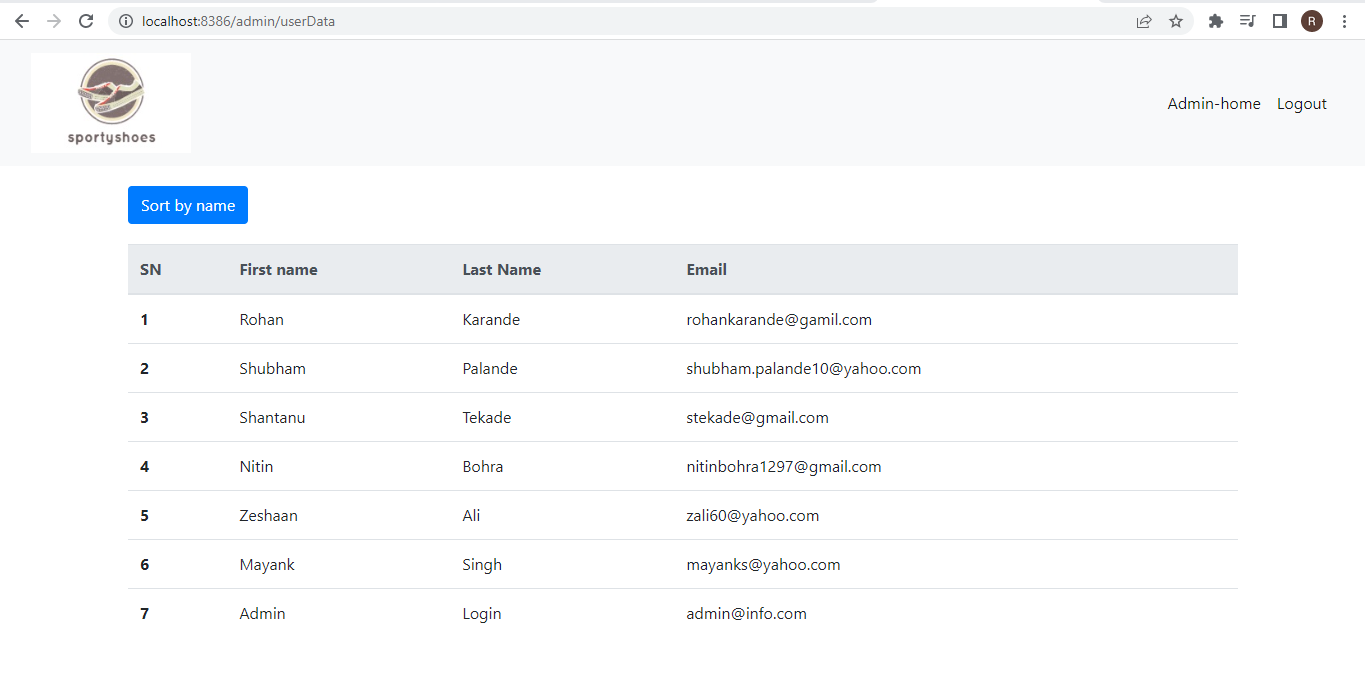 localhost:8386/admin/userData
R
sportyshoes
Admin-home Logout
Sort by name
SN First name Last Name Email
1 Rohan Karande rohankarande@gamil.com
2 Shubham Palande shubham.palande10@yahoo.com
3 Shantanu Tekade stekade@gmail.com
4 Nitin Bohra nitinbohra1297@gmail.com
5 Zeshaan Ali zali60@yahoo.com
6 Mayank Singh mayanks@yahoo.com
7 Admin Login admin@info.com